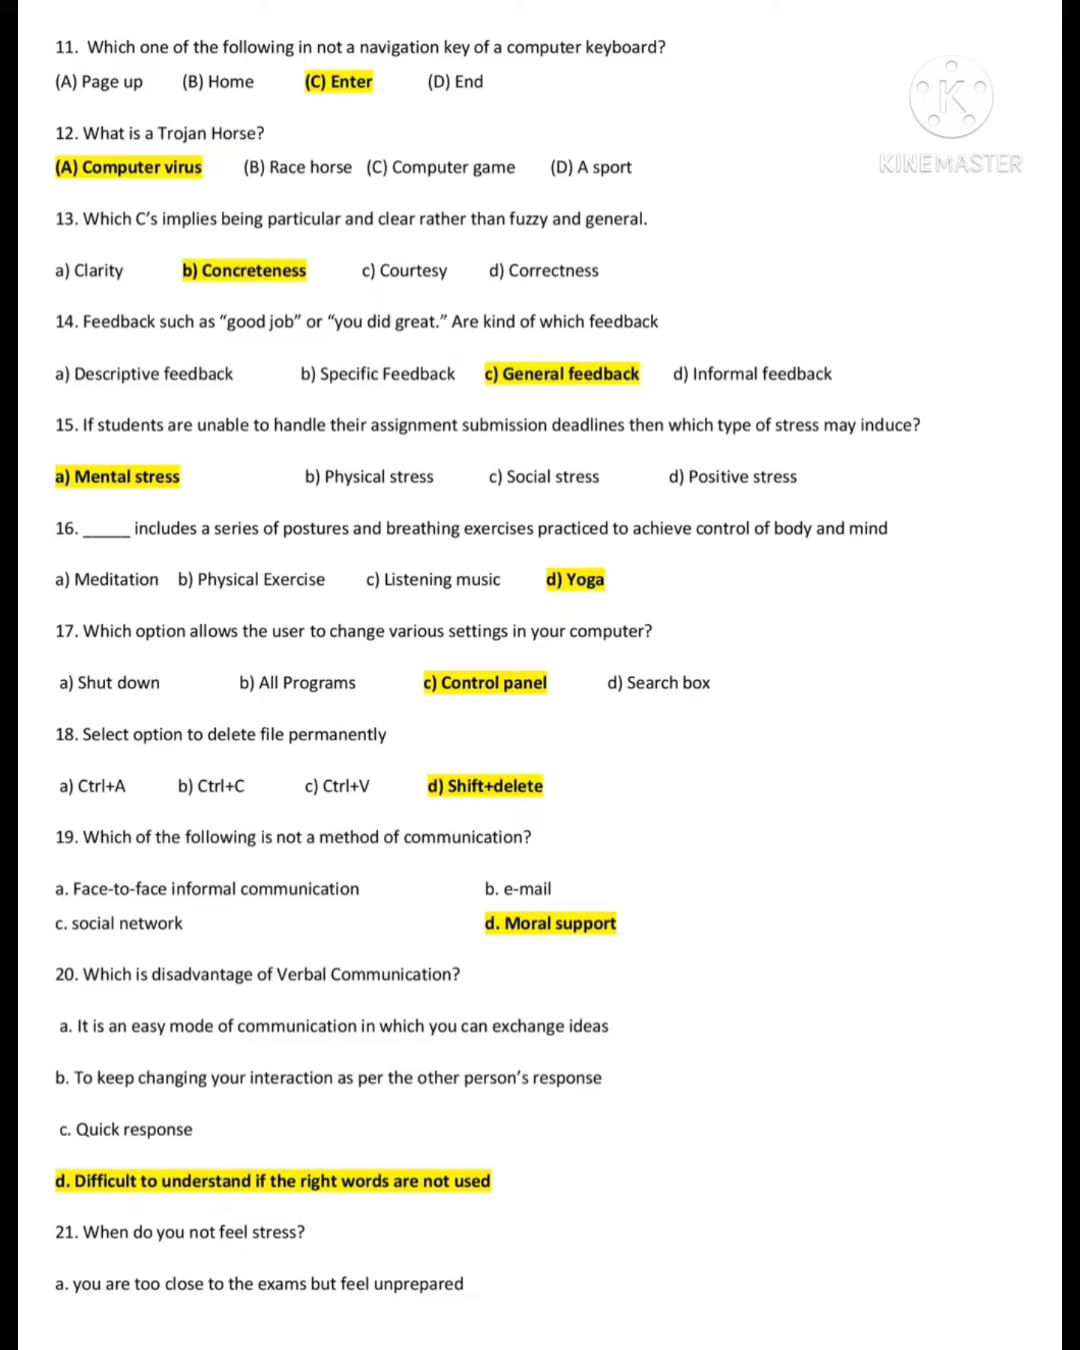 11. Which one of the following in not a navigation key of a computer keyboard?
(A) Page up (B) Home (C) Enter (D) End
K
KINEMASTER
12. What is a Trojan Horse?
(A) Computer virus (B) Race horse (C) Computer game (D) A sport
13. Which C’s implies being particular and clear rather than fuzzy and general.
a) Clarity b) Concreteness c) Courtesy d) Correctness
14. Feedback such as “good job” or “you did great.” Are kind of which feedback
a) Descriptive feedback b) Specific Feedback c) General feedback d) Informal feedback
15. If students are unable to handle their assignment submission deadlines then which type of stress may induce?
a) Mental stress b) Physical stress c) Social stress d) Positive stress
16. _____ includes a series of postures and breathing exercises practiced to achieve control of body and mind
a) Meditation b) Physical Exercise c) Listening music d) Yoga
17. Which option allows the user to change various settings in your computer?
a) Shut down b) All Programs c) Control panel d) Search box
18. Select option to delete file permanently
a) Ctrl+A b) Ctrl+C c) Ctrl+V d) Shift+delete
19. Which of the following is not a method of communication?
a. Face-to-face informal communication b. e-mail
c. social network d. Moral support
20. Which is disadvantage of Verbal Communication?
a. It is an easy mode of communication in which you can exchange ideas
b. To keep changing your interaction as per the other person’s response
c. Quick response
d. Difficult to understand if the right words are not used
21. When do you not feel stress?
a. you are too close to the exams but feel unprepared